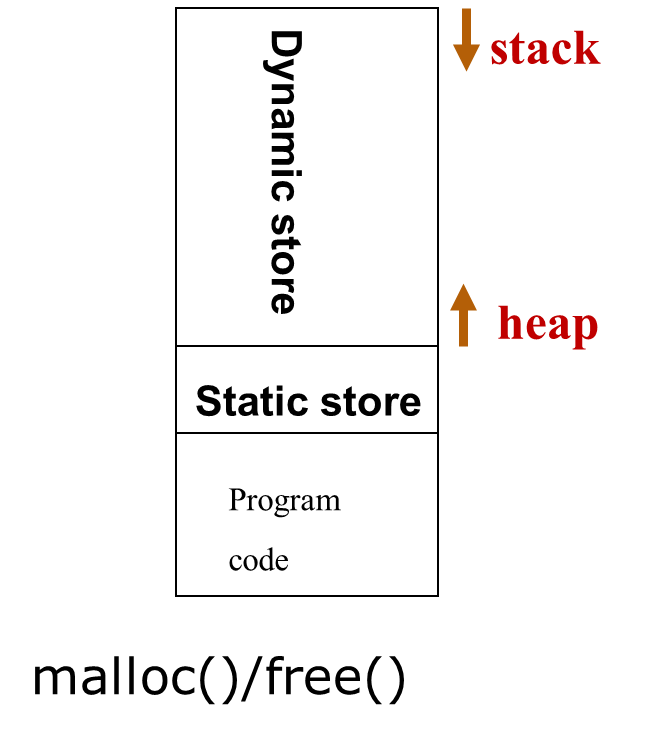 Dynamic store
stack
heap
Static store
Program
code
malloc()/free()